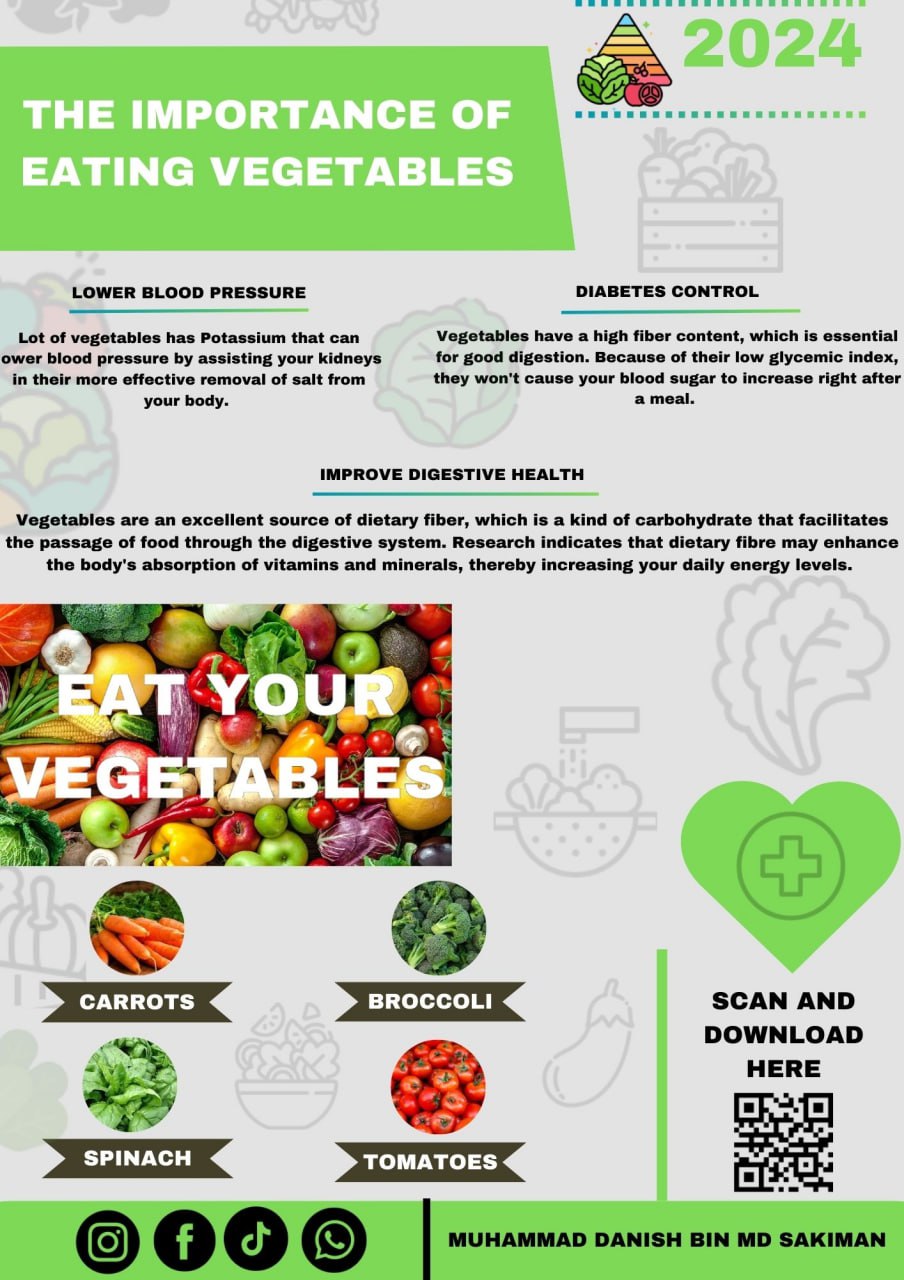 2024
THE IMPORTANCE OF
EATING VEGETABLES
LOWER BLOOD PRESSURE
Lot of vegetables has Potassium that can
ower blood pressure by assisting your kidneys
in their more effective removal of salt from
your body.
DIABETES CONTROL
Vegetables have a high fiber content, which is essential
for good digestion. Because of their low glycemic index,
they won't cause your blood sugar to increase right after
a meal.
IMPROVE DIGESTIVE HEALTH
Vegetables are an excellent source of dietary fiber, which is a kind of carbohydrate that facilitates
the passage of food through the digestive system. Research indicates that dietary fibre may enhance
the body's absorption of vitamins and minerals, thereby increasing your daily energy levels.
EAT YOUR
VEGETABLES
CARROTS
BROCCOLI
SPINACH
TOMATOES
SCAN AND
DOWNLOAD
HERE
MUHAMMAD DANISH BIN MD SAKIMAN